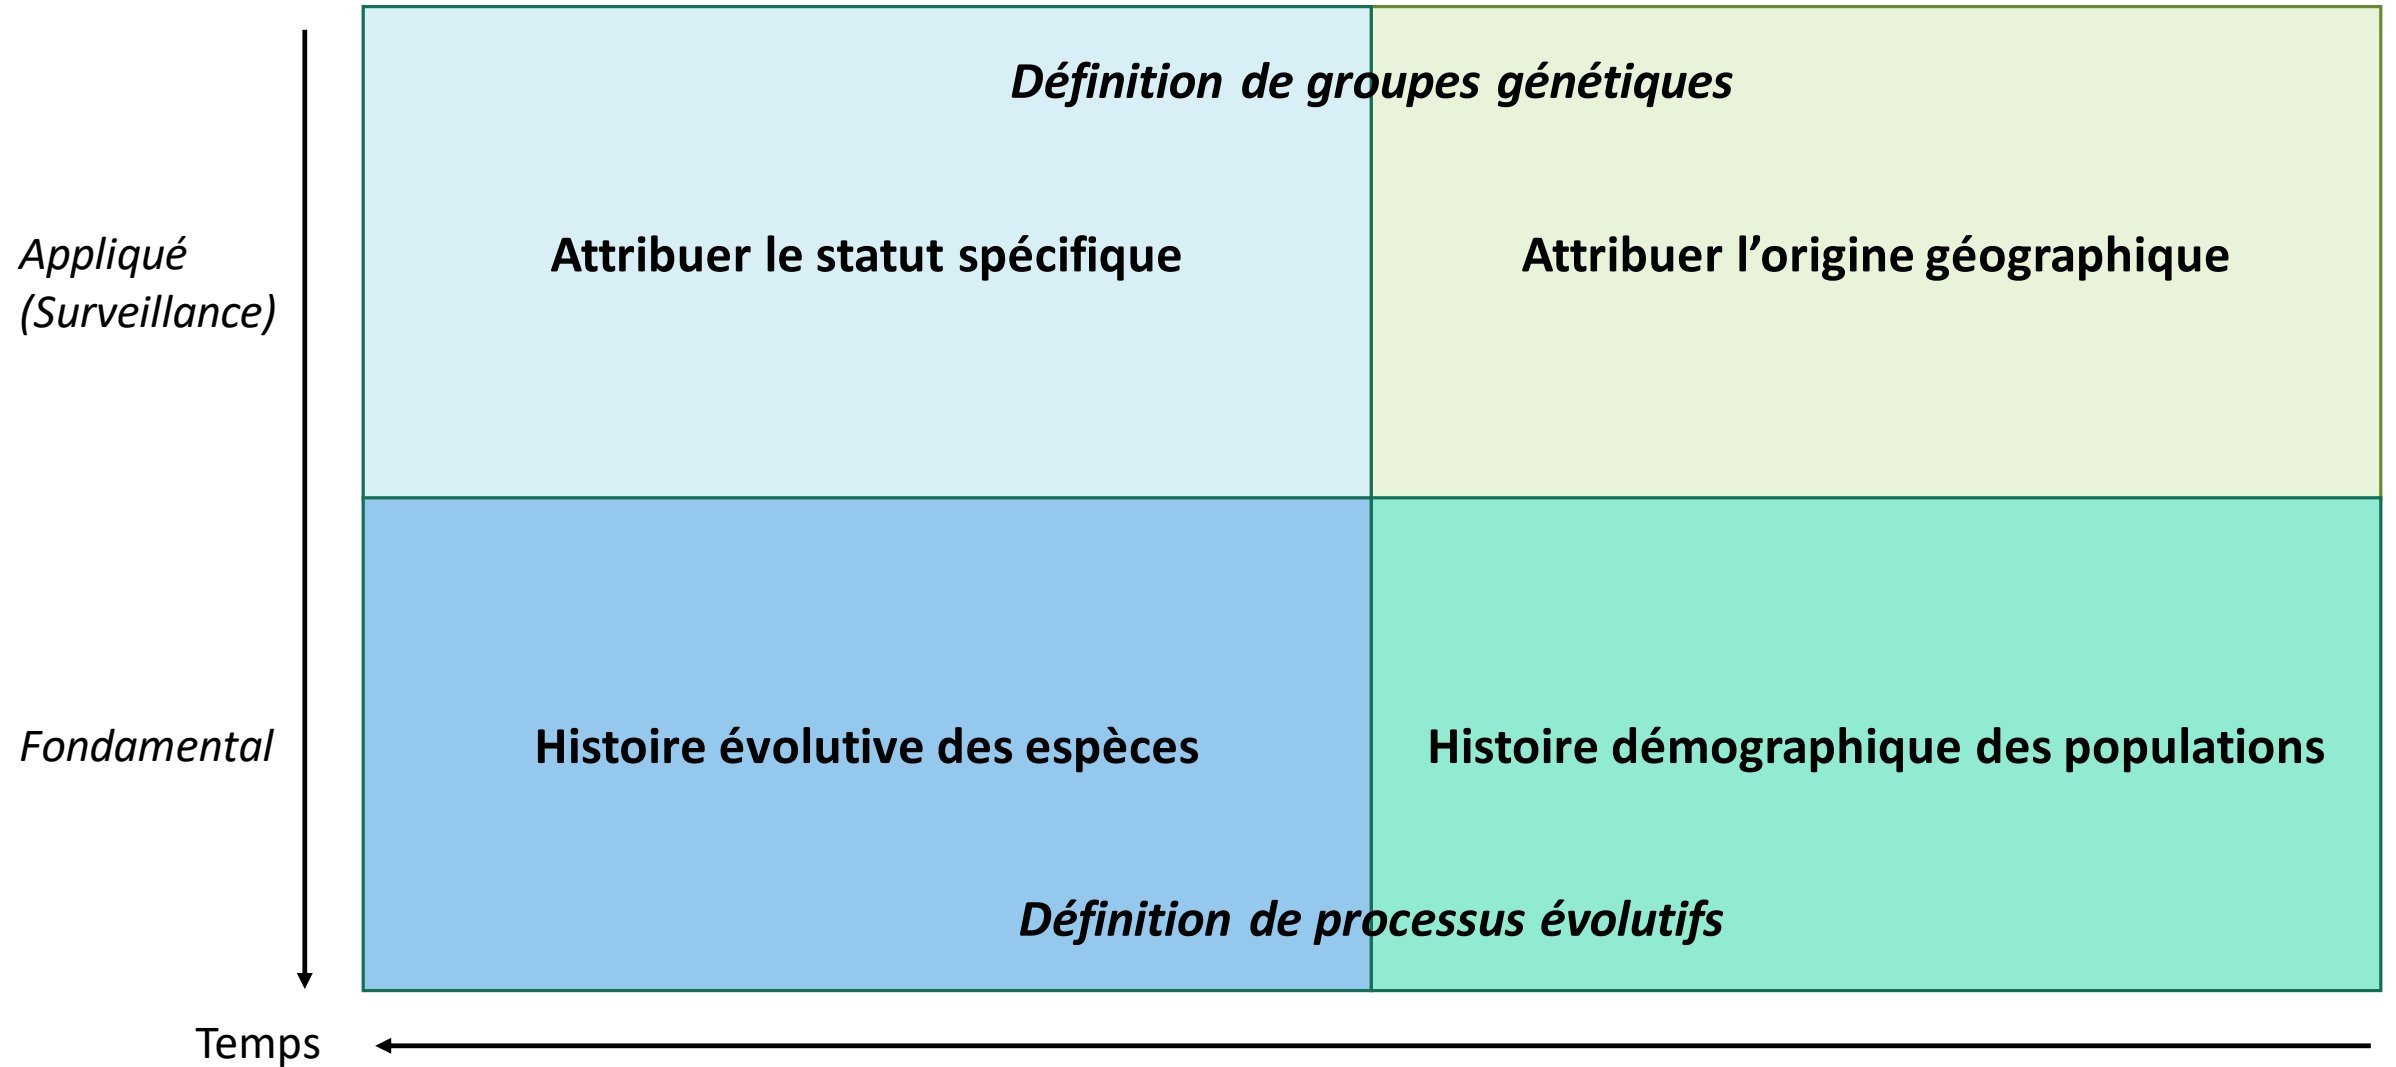 Définition de groupes génétiques
Appliqué
(Surveillance)
Attribuer le statut spécifique
Attribuer l’origine géographique
Fondamental
Histoire évolutive des espèces
Histoire démographique des populations
Définition de processus évolutifs
Temps